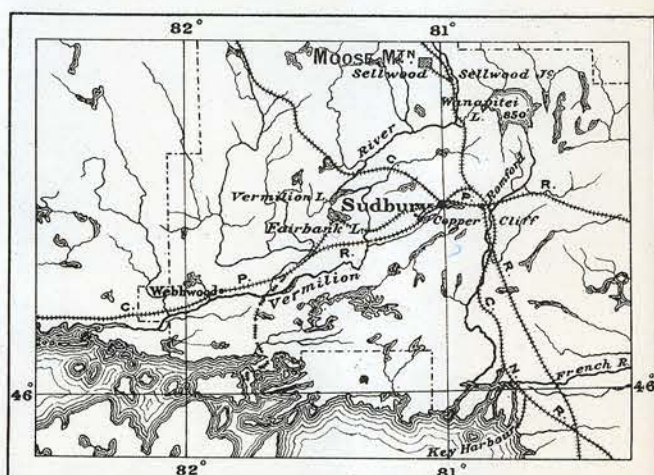 82° 81°
MOOSE MTN.
Sellwood Sellwood Jc.
Wanapitei
L. 850
River
C. C.
Vermilion L.
Sudbury P. Romford R.
Fairbank L. Copper Cliff
R.
P.
Webbwood
C. Vermilion
R.
C.
N. French R.
46° 46°
R.
Key Harbour
82° 81°